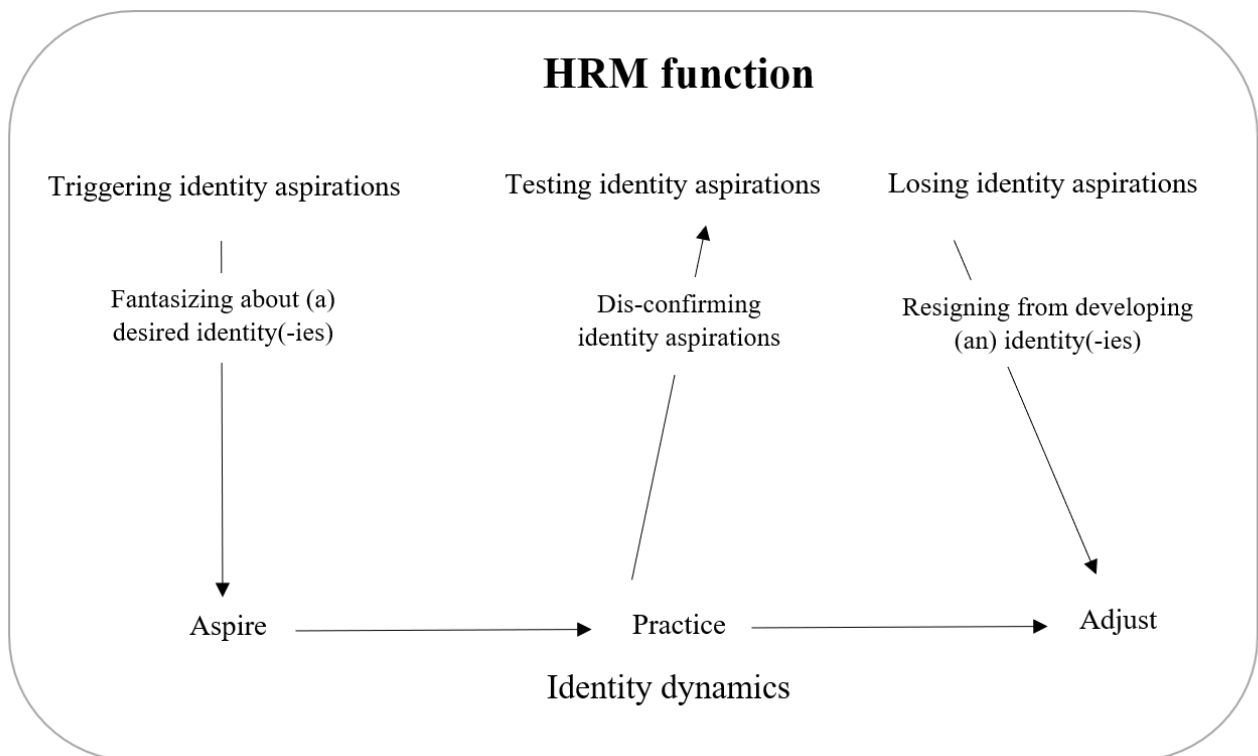 HRM function
Triggering identity aspirations
Testing identity aspirations
Losing identity aspirations
Fantasizing about (a)
desired identity(-ies)
Dis-confirming
identity aspirations
Resigning from developing
(an) identity(-ies)
Aspire
Practice
Adjust
Identity dynamics